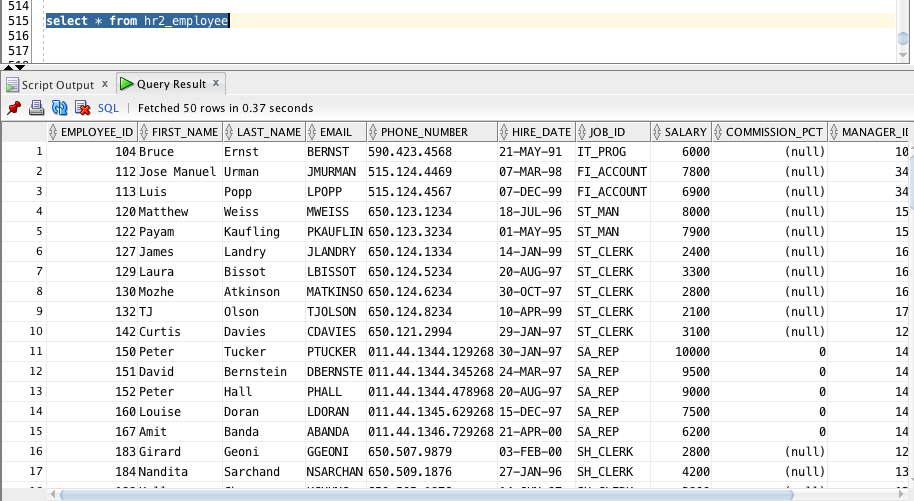 514
515 select * from hr2_employee
516
517
Script Output x Query Result x
SQL | Fetched 50 rows in 0.37 seconds
EMPLOYEE_ID FIRST_NAME LAST_NAME EMAIL PHONE_NUMBER HIRE_DATE JOB_ID SALARY COMMISSION_PCT MANAGER_ID
1 104 Bruce Ernst BERNST 590.423.4568 21-MAY-91 IT_PROG 6000 (null) 10
2 112 Jose Manuel Urman JMURMAN 515.124.4469 07-MAR-98 FI_ACCOUNT 7800 (null) 34
3 113 Luis Popp LPOPP 515.124.4567 07-DEC-99 FI_ACCOUNT 6900 (null) 34
4 120 Matthew Weiss MWEISS 650.123.1234 18-JUL-96 ST_MAN 8000 (null) 15
5 122 Payam Kaufling PKAUFLIN 650.123.3234 01-MAY-95 ST_MAN 7900 (null) 15
6 127 James Landry JLANDRY 650.124.1334 14-JAN-99 ST_CLERK 2400 (null) 16
7 129 Laura Bissot LBISSOT 650.124.5234 20-AUG-97 ST_CLERK 3300 (null) 16
8 130 Mozhe Atkinson MATKINSO 650.124.6234 30-OCT-97 ST_CLERK 2800 (null) 16
9 132 TJ Olson TJOLSON 650.124.8234 10-APR-99 ST_CLERK 2100 (null) 17
10 142 Curtis Davies CDAVIES 650.121.2994 29-JAN-97 ST_CLERK 3100 (null) 12
11 150 Peter Tucker PTUCKER 011.44.1344.129268 30-JAN-97 SA_REP 10000 0 14
12 151 David Bernstein DBERNSTE 011.44.1344.345268 24-MAR-97 SA_REP 9500 0 14
13 152 Peter Hall PHALL 011.44.1344.478968 20-AUG-97 SA_REP 9000 0 14
14 160 Louise Doran LDORAN 011.44.1345.629268 15-DEC-97 SA_REP 7500 0 14
15 167 Amit Banda ABANDA 011.44.1346.729268 21-APR-00 SA_REP 6200 0 14
16 183 Girard Geoni GGEONI 650.507.9879 03-FEB-00 SH_CLERK 2800 (null) 12
17 184 Nandita Sarchand NSARCHAN 650.509.1876 27-JAN-96 SH_CLERK 4200 (null) 13